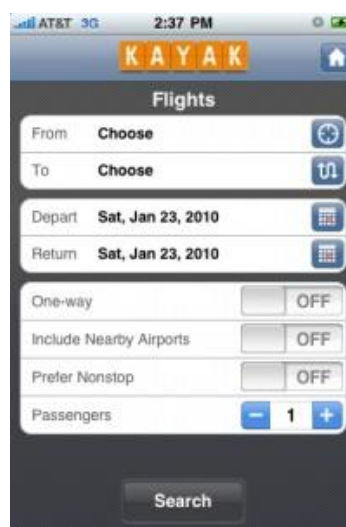 AT&T 3G 2:37 PM
KAYAK
Flights
From Choose
To Choose
Depart Sat, Jan 23, 2010
Return Sat, Jan 23, 2010
One-way OFF
Include Nearby Airports OFF
Prefer Nonstop OFF
Passengers - 1 +
Search